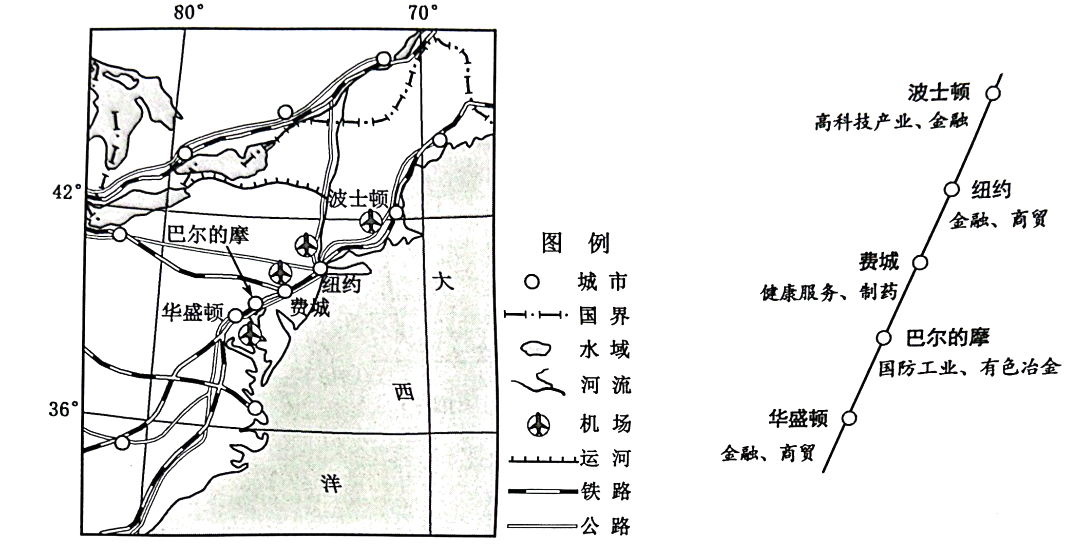 80°
70°
42°
36°
波士顿
巴尔的摩
纽约
费城
华盛顿
大
西
洋
图 例
城 市
国 界
水 域
河 流
机 场
运 河
铁 路
公 路
波士顿
高科技产业、金融
纽约
金融、商贸
费城
健康服务、制药
巴尔的摩
国防工业、有色冶金
华盛顿
金融、商贸